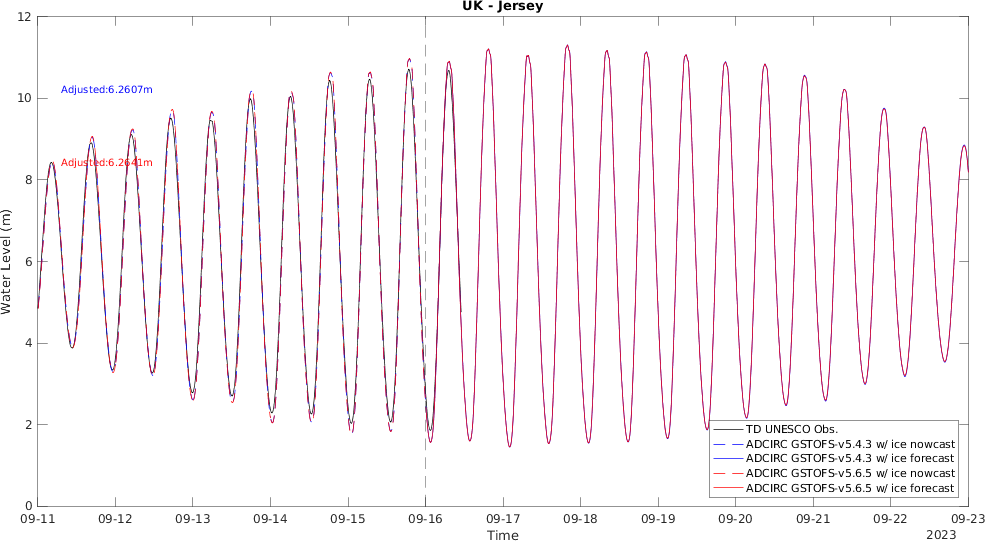 UK - Jersey
12
10
8
6
4
2
0
Water Level (m)
Adjusted:6.2607m
Adjusted:6.2641m
TD UNESCO Obs.
ADCIRC GSTOFS-v5.4.3 w/ ice nowcast
ADCIRC GSTOFS-v5.4.3 w/ ice forecast
ADCIRC GSTOFS-v5.6.5 w/ ice nowcast
ADCIRC GSTOFS-v5.6.5 w/ ice forecast
09-11 09-12 09-13 09-14 09-15 09-16 09-17 09-18 09-19 09-20 09-21 09-22 09-23
Time
2023